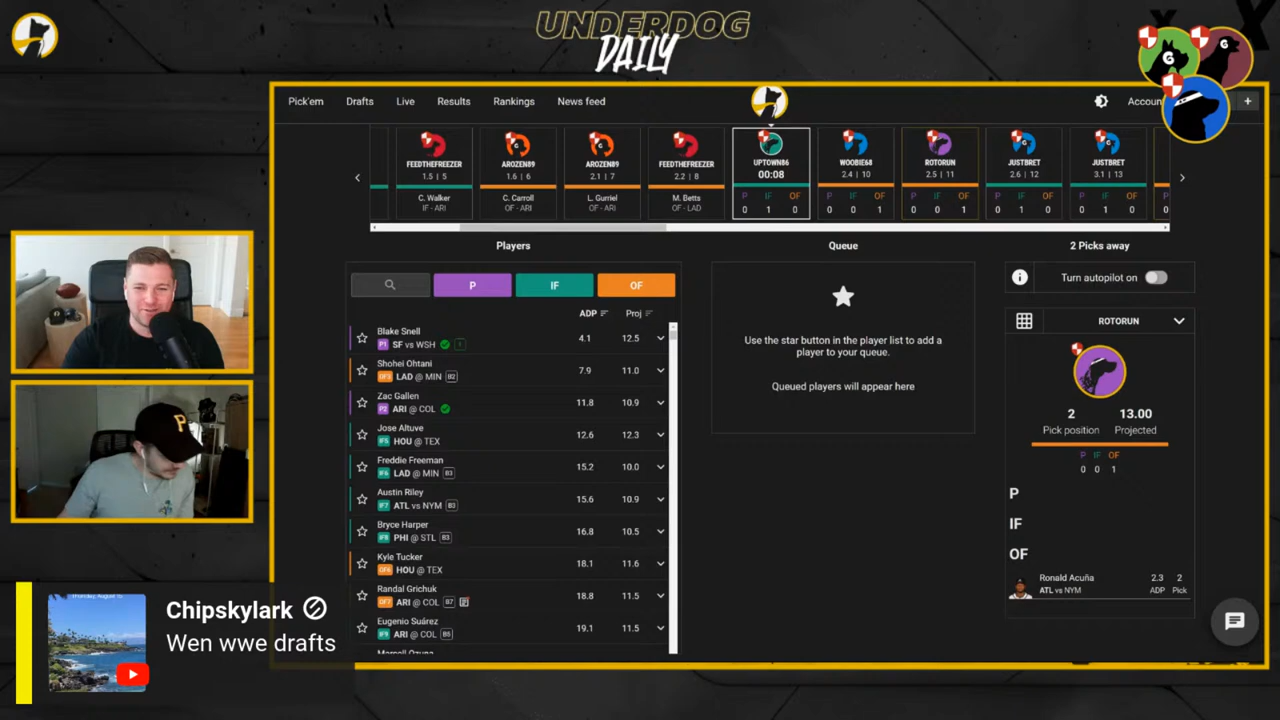 UNDERDOG
DAILY
Pick'em
Drafts
Live
Results
Rankings
News feed
Accoun
+
FEEDTHEFREEZER
1.5 | 5
C. Walker
IF - ARI
AROZEN89
1.6 | 6
C. Carroll
OF - ARI
AROZEN89
2.1 | 7
L. Gurriel
OF - ARI
FEEDTHEFREEZER
2.2 | 8
M. Betts
OF - LAD
UPTOWN86
00:08
P IF OF
0 1 0
WOOBIE68
2.4 | 10
P IF OF
0 0 1
ROTORUN
2.5 | 11
P IF OF
0 0 1
JUSTBRET
2.6 | 12
P IF OF
0 1 0
JUSTBRET
3.1 | 13
P IF OF
0 1 0
Players
Queue
2 Picks away
P
IF
OF
ADP
Proj
Blake Snell
P1 SF vs WSH 1
4.1
12.5
Shohei Ohtani
OF3 LAD @ MIN B2
7.9
11.0
Zac Gallen
P2 ARI @ COL
11.8
10.9
Jose Altuve
IF5 HOU @ TEX
12.6
12.3
Freddie Freeman
IF6 LAD @ MIN B3
15.2
10.0
Austin Riley
IF7 ATL vs NYM B3
15.6
10.9
Bryce Harper
IF8 PHI @ STL B3
16.8
10.5
Kyle Tucker
OF6 HOU @ TEX
18.1
11.6
Randal Grichuk
OF7 ARI @ COL B7
18.8
11.5
Eugenio Suárez
IF9 ARI @ COL B5
19.1
11.5
Marcell Ozuna
Use the star button in the player list to add a
player to your queue.
Queued players will appear here
Turn autopilot on
ROTORUN
2
Pick position
13.00
Projected
P IF OF
0 0 1
P
IF
OF
Ronald Acuña
ATL vs NYM
2.3
ADP
2
Pick
Chipskylark
Wen wwe drafts